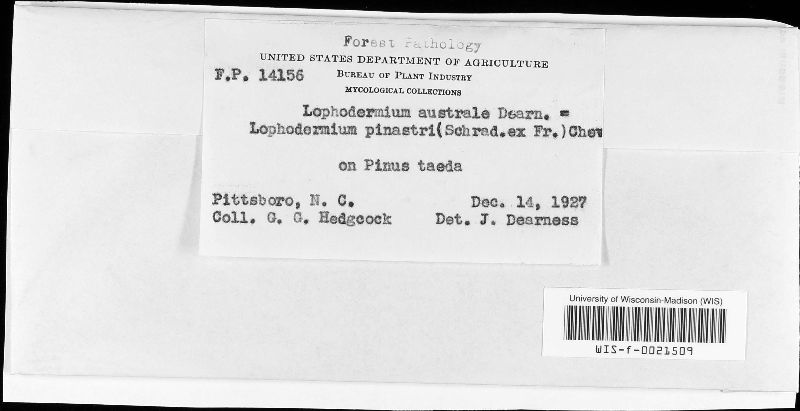 Forest Pathology
UNITED STATES DEPARTMENT OF AGRICULTURE
F.P. 14156 BUREAU OF PLANT INDUSTRY
MYCOLOGICAL COLLECTIONS
Lophodermium australe Dearn. =
Lophodermium pinastri(Schrad.ex Fr.)Chev
on Pinus taeda
Pittsboro, N. C. Dec. 14, 1927
Coll. G. G. Hedgcock Det. J. Dearness
University of Wisconsin-Madison (WIS)
WIS-f-0021509